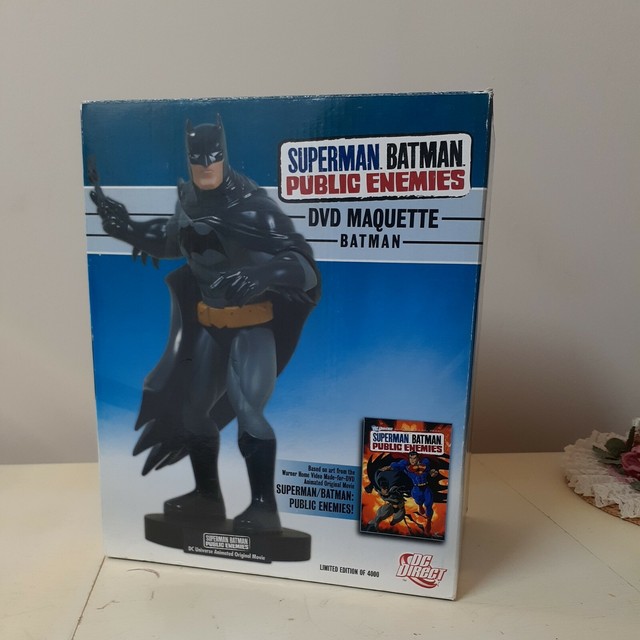 SUPERMAN BATMAN
PUBLIC ENEMIES
DVD MAQUETTE
BATMAN
SUPERMAN BATMAN
PUBLIC ENEMIES
Based on art from the
Warner Home Video Made-for-DVD
Animated Original Movie
SUPERMAN/BATMAN:
PUBLIC ENEMIES!
SUPERMAN BATMAN
PUBLIC ENEMIES
DC Universe Animated Original Movie
LIMITED EDITION OF 4000
DC
DIRECT